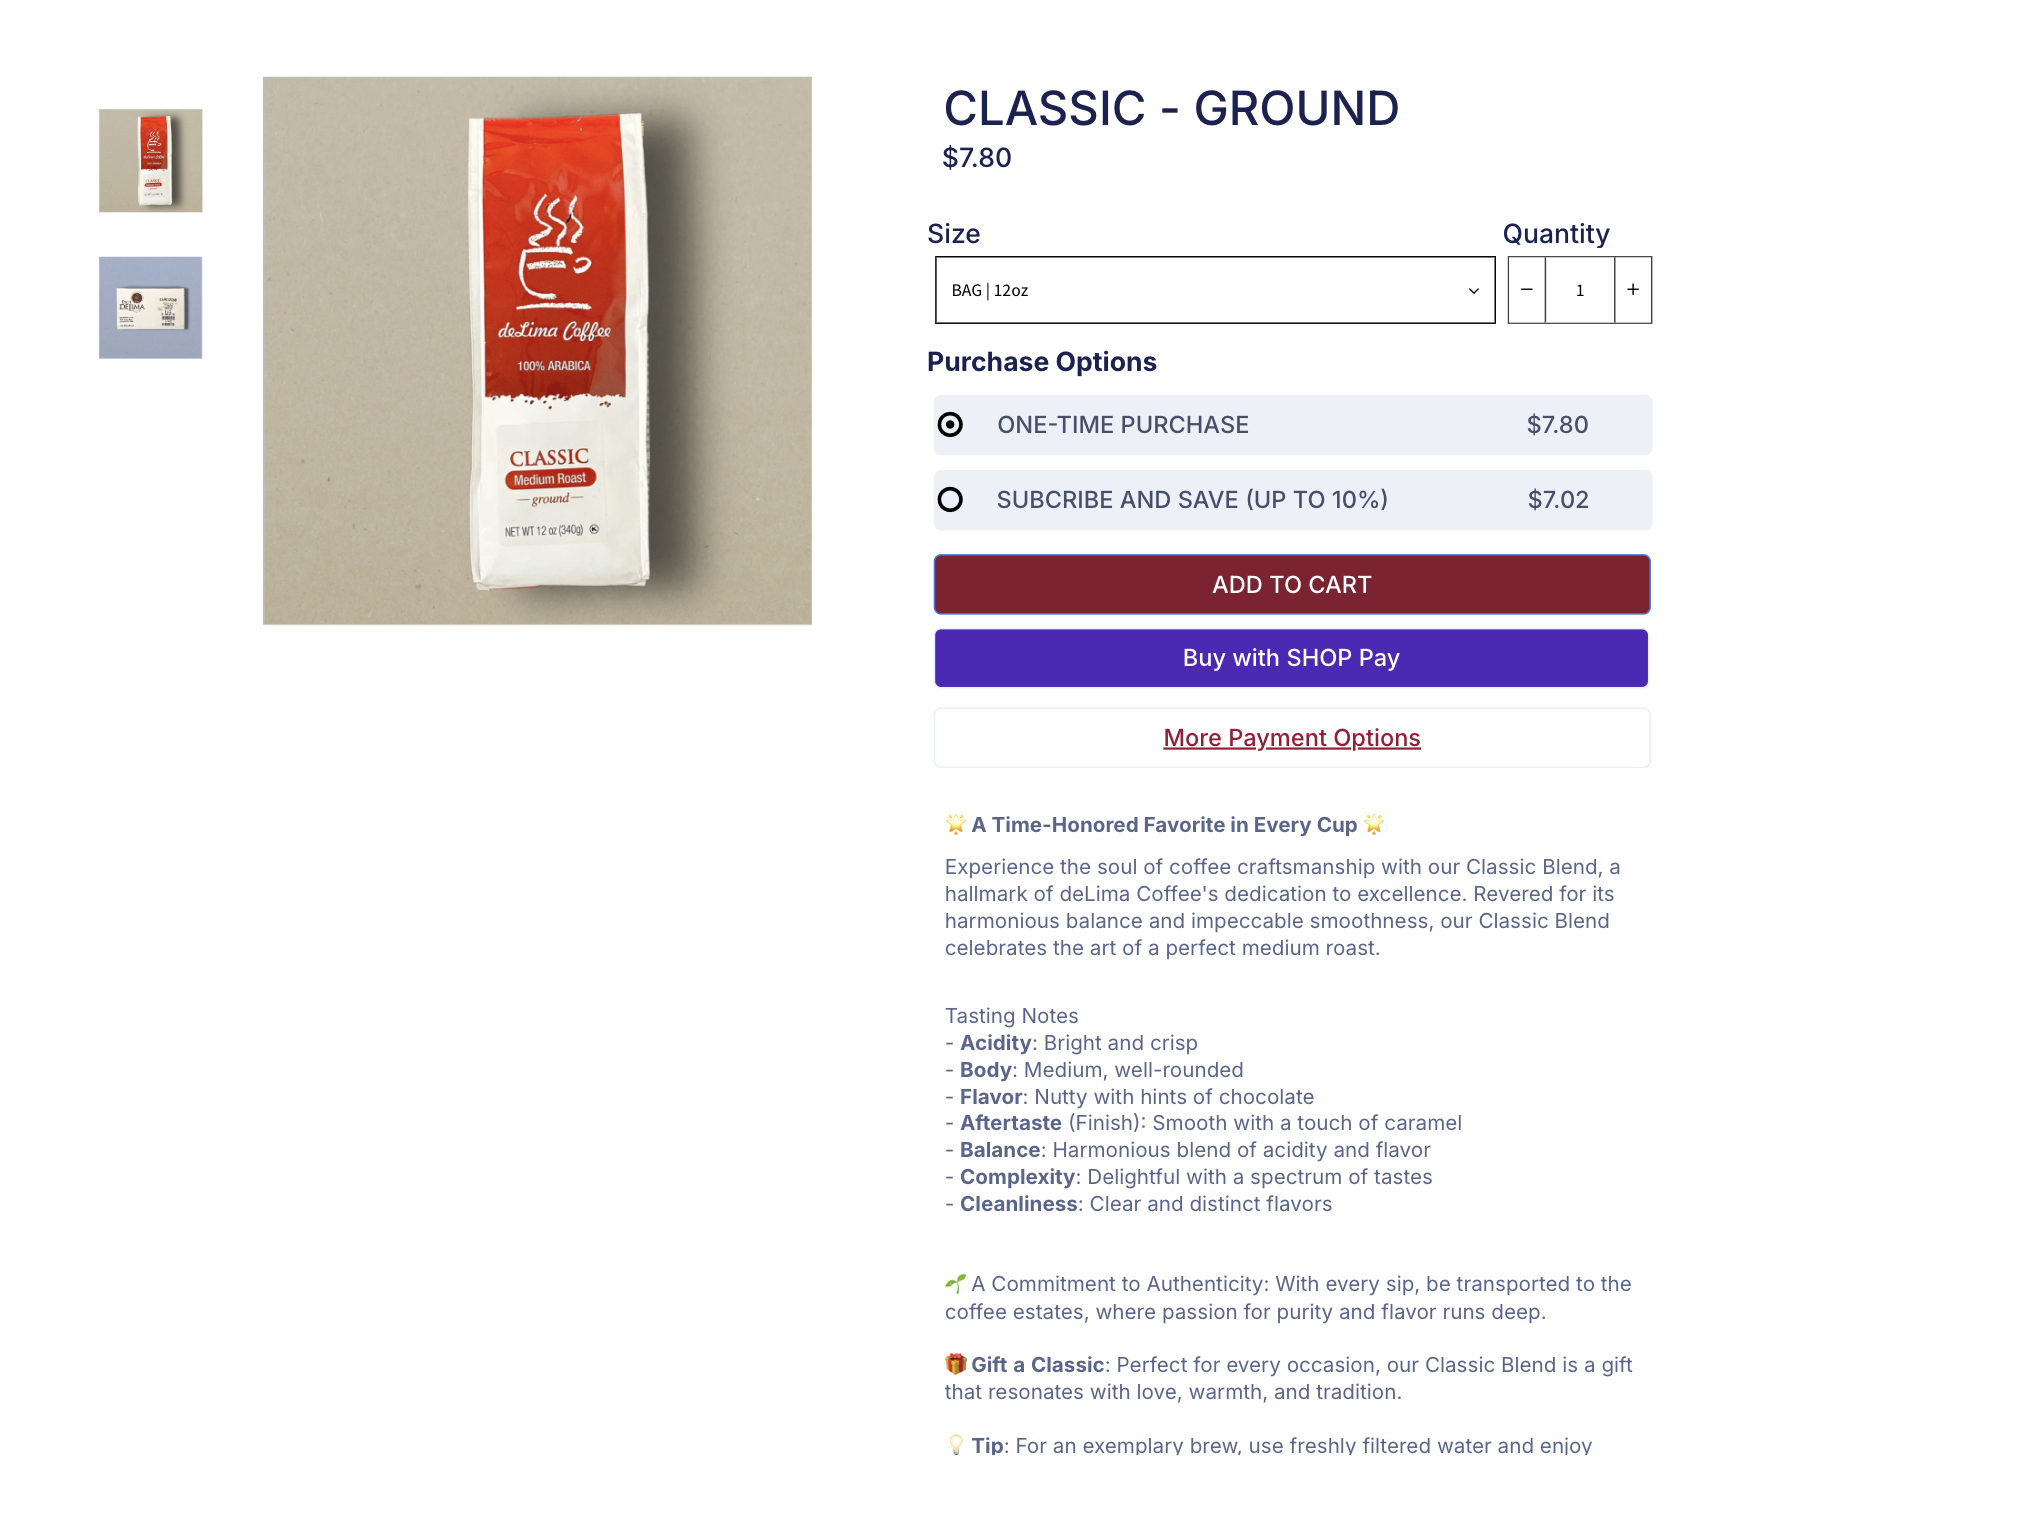 CLASSIC - GROUND
$7.80
Size
Quantity
BAG | 12oz
− 1 +
Purchase Options
ONE-TIME PURCHASE $7.80
SUBCRIBE AND SAVE (UP TO 10%) $7.02
ADD TO CART
Buy with SHOP Pay
More Payment Options
🌟 A Time-Honored Favorite in Every Cup 🌟
Experience the soul of coffee craftsmanship with our Classic Blend, a
hallmark of deLima Coffee's dedication to excellence. Revered for its
harmonious balance and impeccable smoothness, our Classic Blend
celebrates the art of a perfect medium roast.
Tasting Notes
- Acidity: Bright and crisp
- Body: Medium, well-rounded
- Flavor: Nutty with hints of chocolate
- Aftertaste (Finish): Smooth with a touch of caramel
- Balance: Harmonious blend of acidity and flavor
- Complexity: Delightful with a spectrum of tastes
- Cleanliness: Clear and distinct flavors
🌱 A Commitment to Authenticity: With every sip, be transported to the
coffee estates, where passion for purity and flavor runs deep.
🎁 Gift a Classic: Perfect for every occasion, our Classic Blend is a gift
that resonates with love, warmth, and tradition.
💡 Tip: For an exemplary brew, use freshly filtered water and enjoy
deLima Coffee
100% ARABICA
CLASSIC
Medium Roast
ground
NET WT 12 oz (340g)
DELIMA